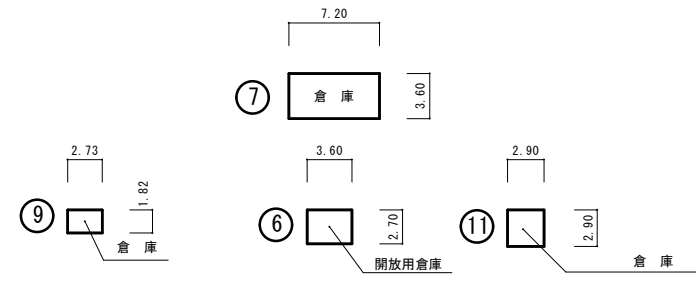 7.20
⑦ 倉 庫 3.60
2.73 3.60 2.90
⑨ 1.82 ⑥ 2.70 ⑪ 2.90
倉 庫 開放用倉庫 倉 庫